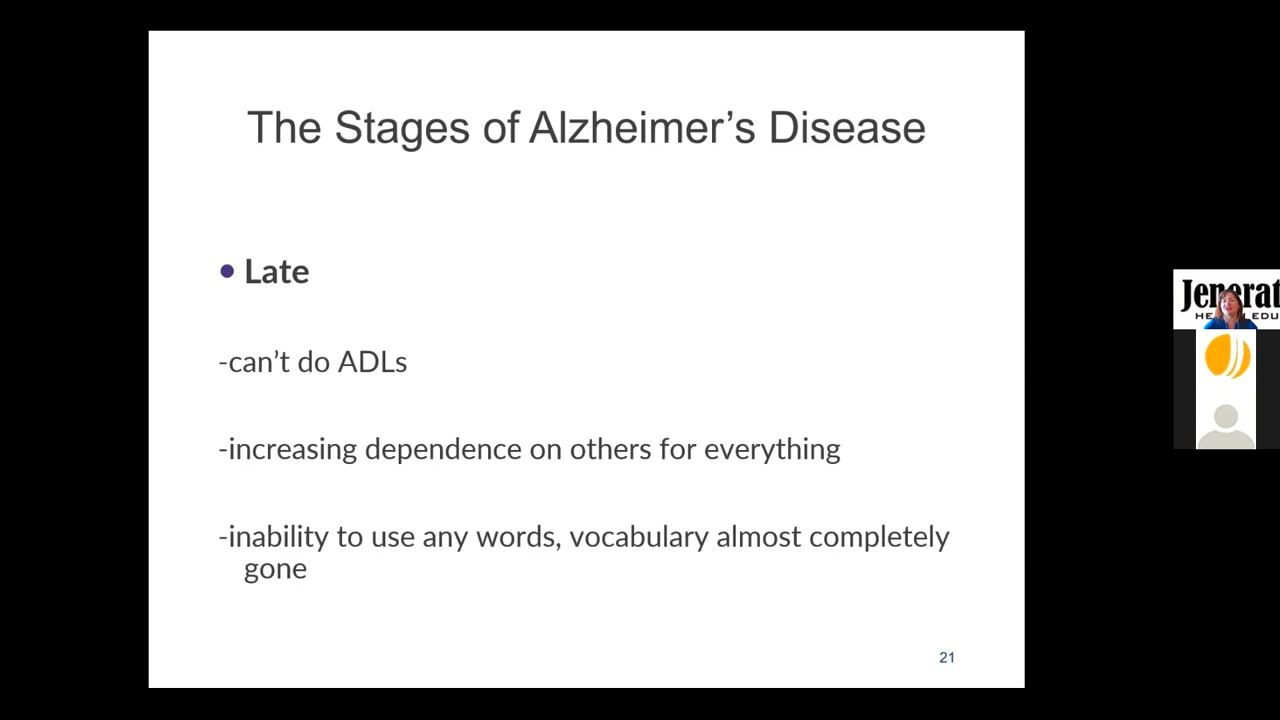 The Stages of Alzheimer’s Disease
• Late
-can’t do ADLs
-increasing dependence on others for everything
-inability to use any words, vocabulary almost completely
gone
21